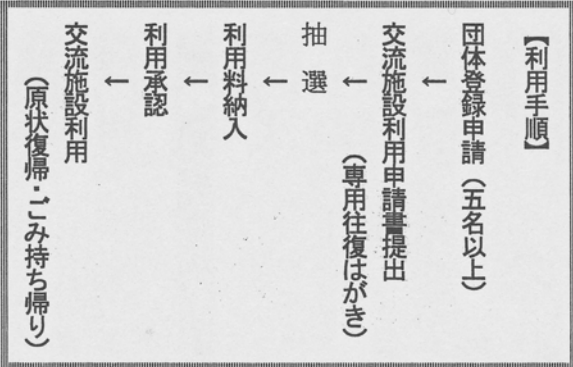 【利用手順】
団体登録申請（五名以上）
←
交流施設利用申請書提出
（専用往復はがき）
←
抽　選
←
利用料納入
←
利用承認
←
交流施設利用
（原状復帰・ごみ持ち帰り）